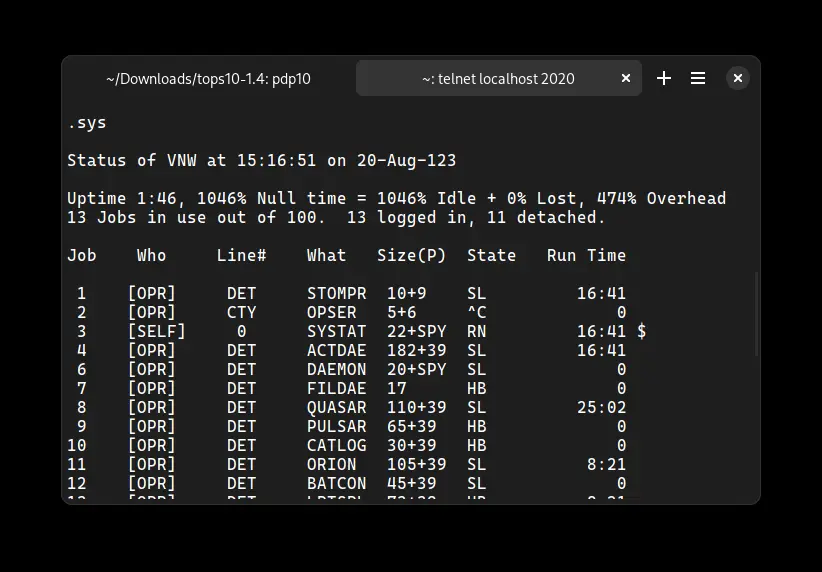 ~/Downloads/tops10-1.4: pdp10
~: telnet localhost 2020
.sys
Status of VNW at 15:16:51 on 20-Aug-123
Uptime 1:46, 1046% Null time = 1046% Idle + 0% Lost, 474% Overhead
13 Jobs in use out of 100.  13 logged in, 11 detached.
Job    Who     Line#    What   Size(P)  State   Run Time
1    [OPR]     DET     STOMPR  10+9    SL         16:41
2    [OPR]     CTY     OPSER   5+6     ^C             0
3    [SELF]     0      SYSTAT  22+SPY  RN         16:41 $
4    [OPR]     DET     ACTDAE  182+39  SL         16:41
6    [OPR]     DET     DAEMON  20+SPY  SL             0
7    [OPR]     DET     FILDAE  17      HB             0
8    [OPR]     DET     QUASAR  110+39  SL         25:02
9    [OPR]     DET     PULSAR  65+39   HB             0
10    [OPR]     DET     CATLOG  30+39   HB             0
11    [OPR]     DET     ORION   105+39  SL          8:21
12    [OPR]     DET     BATCON  45+39   SL             0